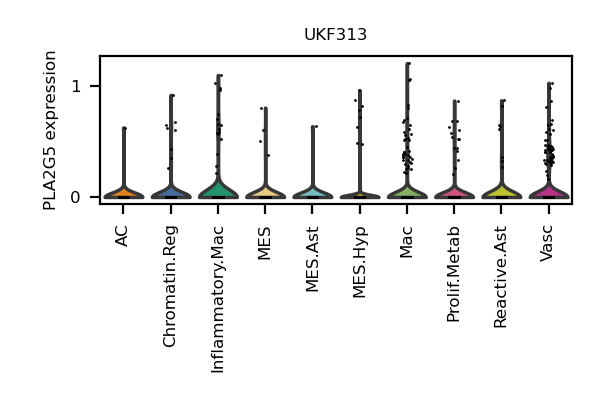 UKF313
PLA2G5 expression
1
0
AC
Chromatin.Reg
Inflammatory.Mac
MES
MES.Ast
MES.Hyp
Mac
Prolif.Metab
Reactive.Ast
Vasc